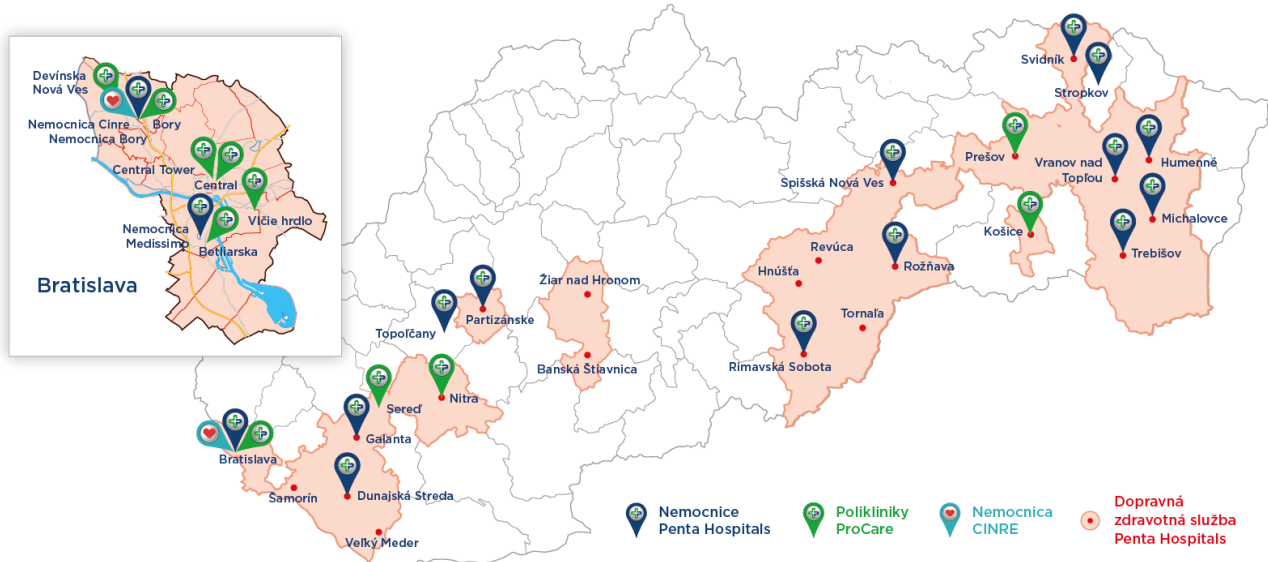 Devínska
Nová Ves
Nemocnica Cinre
Bory
Nemocnica Bory
Central Tower
Central
Vlčie hrdlo
Nemocnica
Medissimo
Betliarska
Bratislava
Svidník
Stropkov
Prešov
Vranov nad
Topľou
Humenné
Spišská Nová Ves
Michalovce
Košice
Trebišov
Revúca
Rožňava
Hnúšťa
Žiar nad Hronom
Tornaľa
Topoľčany
Partizánske
Banská Štiavnica
Rimavská Sobota
Nitra
Sereď
Galanta
Bratislava
Šamorín
Dunajská Streda
Veľký Meder
Nemocnice
Penta Hospitals
Polikliniky
ProCare
Nemocnica
CINRE
Dopravná
zdravotná služba
Penta Hospitals